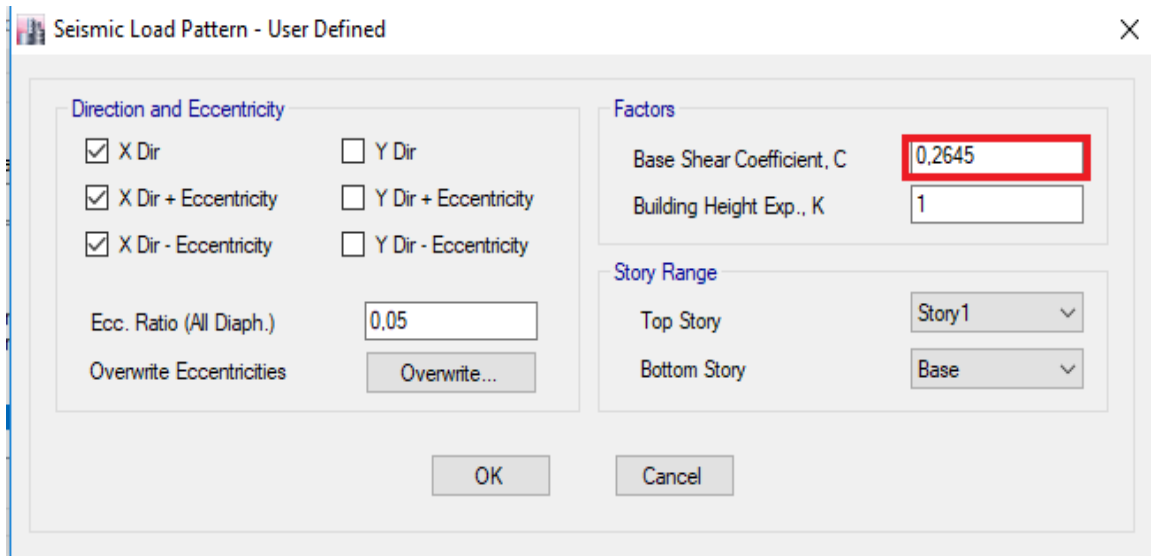 Seismic Load Pattern - User Defined
Direction and Eccentricity
X Dir
Y Dir
X Dir + Eccentricity
Y Dir + Eccentricity
X Dir - Eccentricity
Y Dir - Eccentricity
Ecc. Ratio (All Diaph.)
0,05
Overwrite Eccentricities
Overwrite...
Factors
Base Shear Coefficient, C
0,2645
Building Height Exp., K
1
Story Range
Top Story
Story1
Bottom Story
Base
OK
Cancel